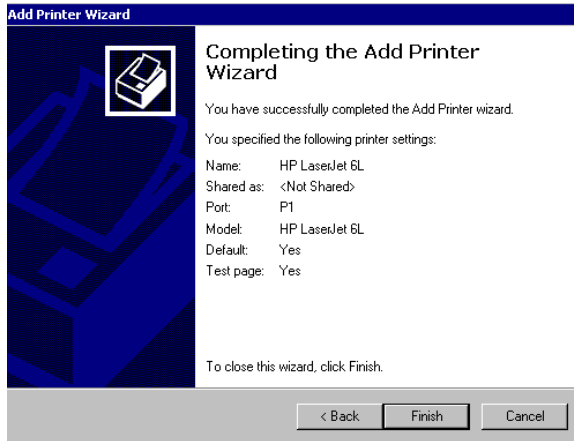 Add Printer Wizard
Completing the Add Printer
Wizard
You have successfully completed the Add Printer wizard.
You specified the following printer settings:
Name: HP LaserJet 6L
Shared as: <Not Shared>
Port: P1
Model: HP LaserJet 6L
Default: Yes
Test page: Yes
To close this wizard, click Finish.
< Back Finish Cancel